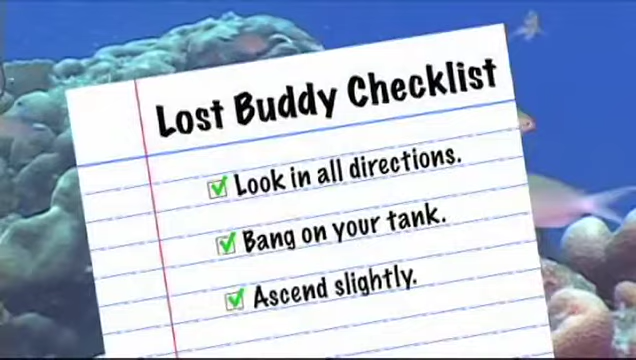 Lost Buddy Checklist
Look in all directions.
Bang on your tank.
Ascend slightly.